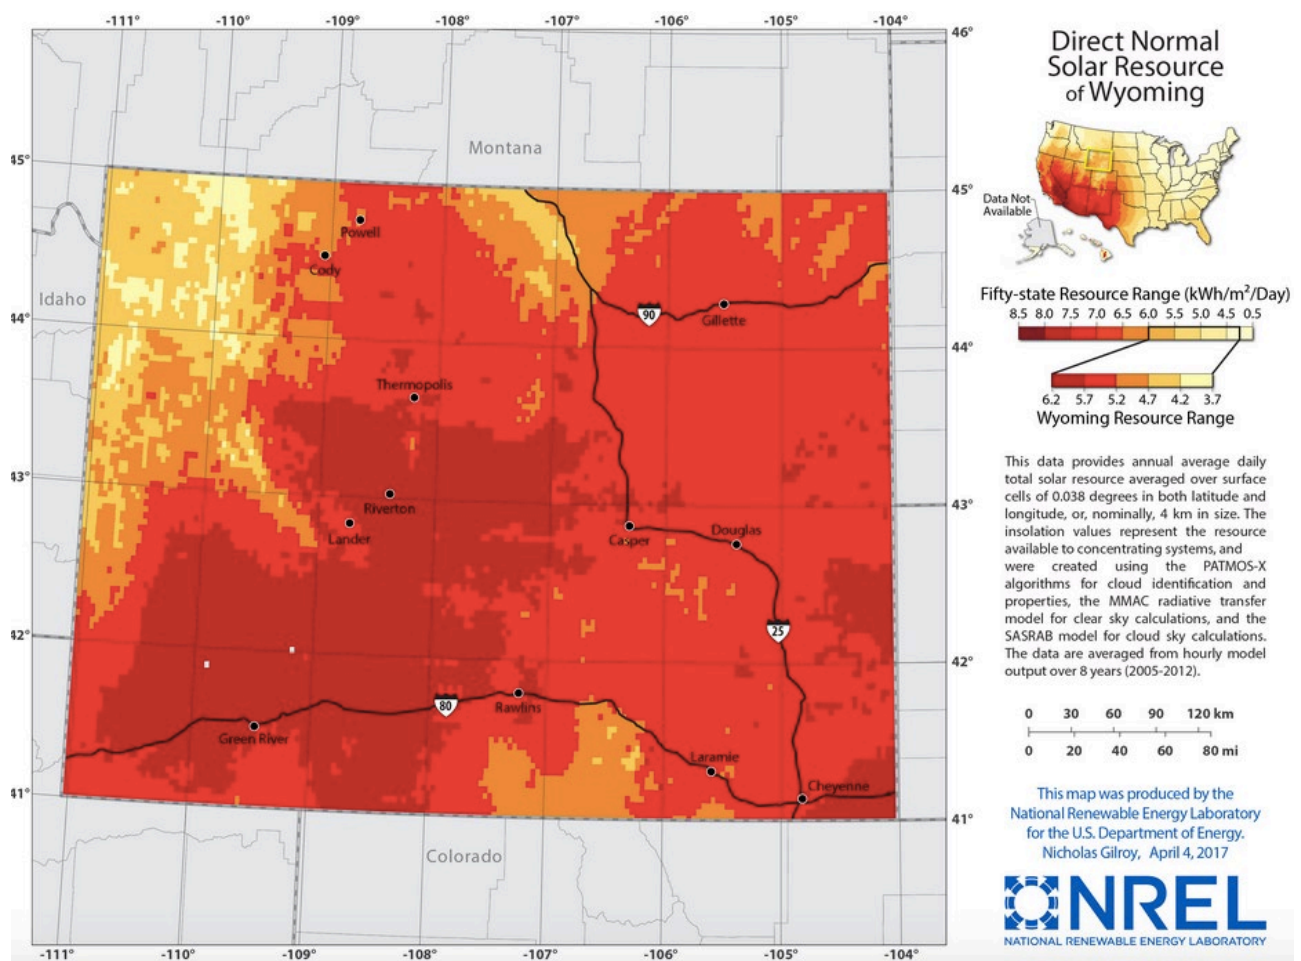 -111° -110° -109° -108° -107° -106° -105° -104°
46°
Montana
45°
45°
Powell
Cody
Idaho
90
Gillette
44°
44°
Thermopolis
43°
Riverton
43°
Lander
Casper
Douglas
42°
25
42°
80
Rawlins
Green River
Laramie
Cheyenne
41°
41°
Colorado
-111° -110° -109° -108° -107° -106° -105° -104°
Direct Normal
Solar Resource
of Wyoming
Data Not
Available
Fifty-state Resource Range (kWh/m²/Day)
8.5 8.0 7.5 7.0 6.5 6.0 5.5 5.0 4.5 0.5
6.2 5.7 5.2 4.7 4.2 3.7
Wyoming Resource Range
This data provides annual average daily
total solar resource averaged over surface
cells of 0.038 degrees in both latitude and
longitude, or, nominally, 4 km in size. The
insolation values represent the resource
available to concentrating systems, and
were created using the PATMOS-X
algorithms for cloud identification and
properties, the MMAC radiative transfer
model for clear sky calculations, and the
SASRAB model for cloud sky calculations.
The data are averaged from hourly model
output over 8 years (2005-2012).
0 30 60 90 120 km
0 20 40 60 80 mi
This map was produced by the
National Renewable Energy Laboratory
for the U.S. Department of Energy.
Nicholas Gilroy, April 4, 2017
NREL
NATIONAL RENEWABLE ENERGY LABORATORY